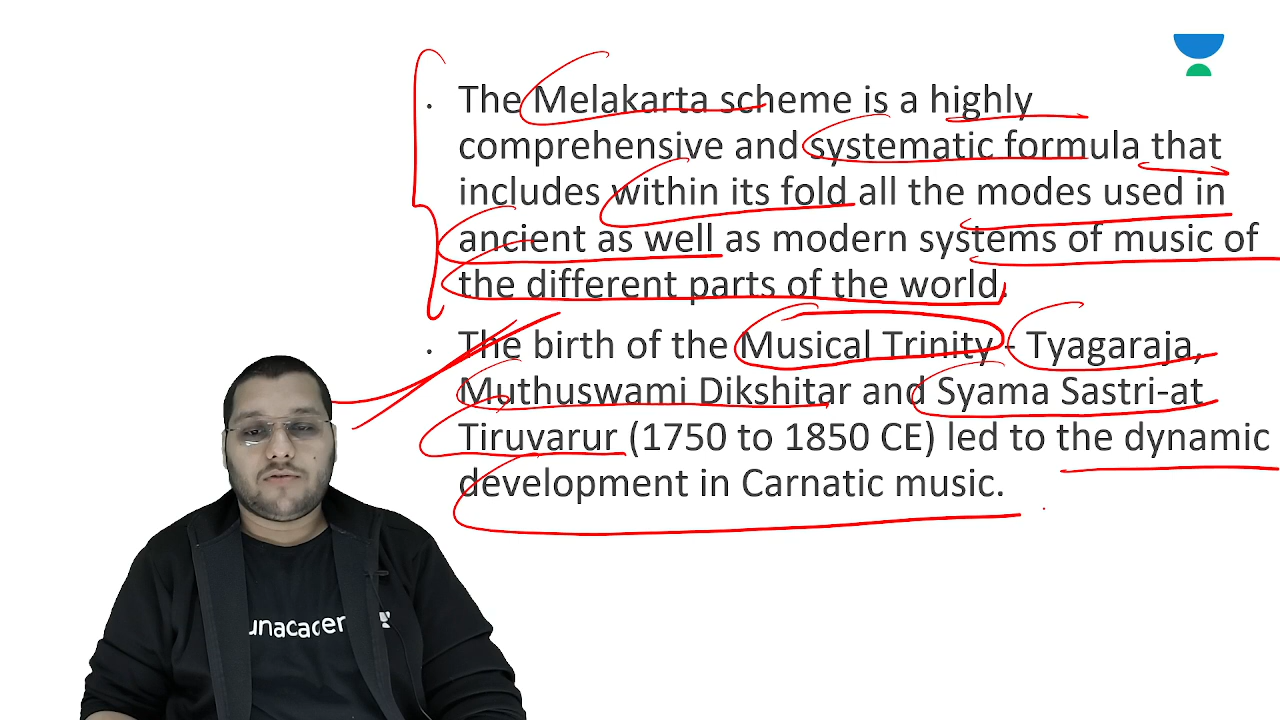 • The Melakarta scheme is a highly
comprehensive and systematic formula that
includes within its fold all the modes used in
ancient as well as modern systems of music of
the different parts of the world.
• The birth of the Musical Trinity - Tyagaraja,
Muthuswami Dikshitar and Syama Sastri-at
Tiruvarur (1750 to 1850 CE) led to the dynamic
development in Carnatic music.
unacader